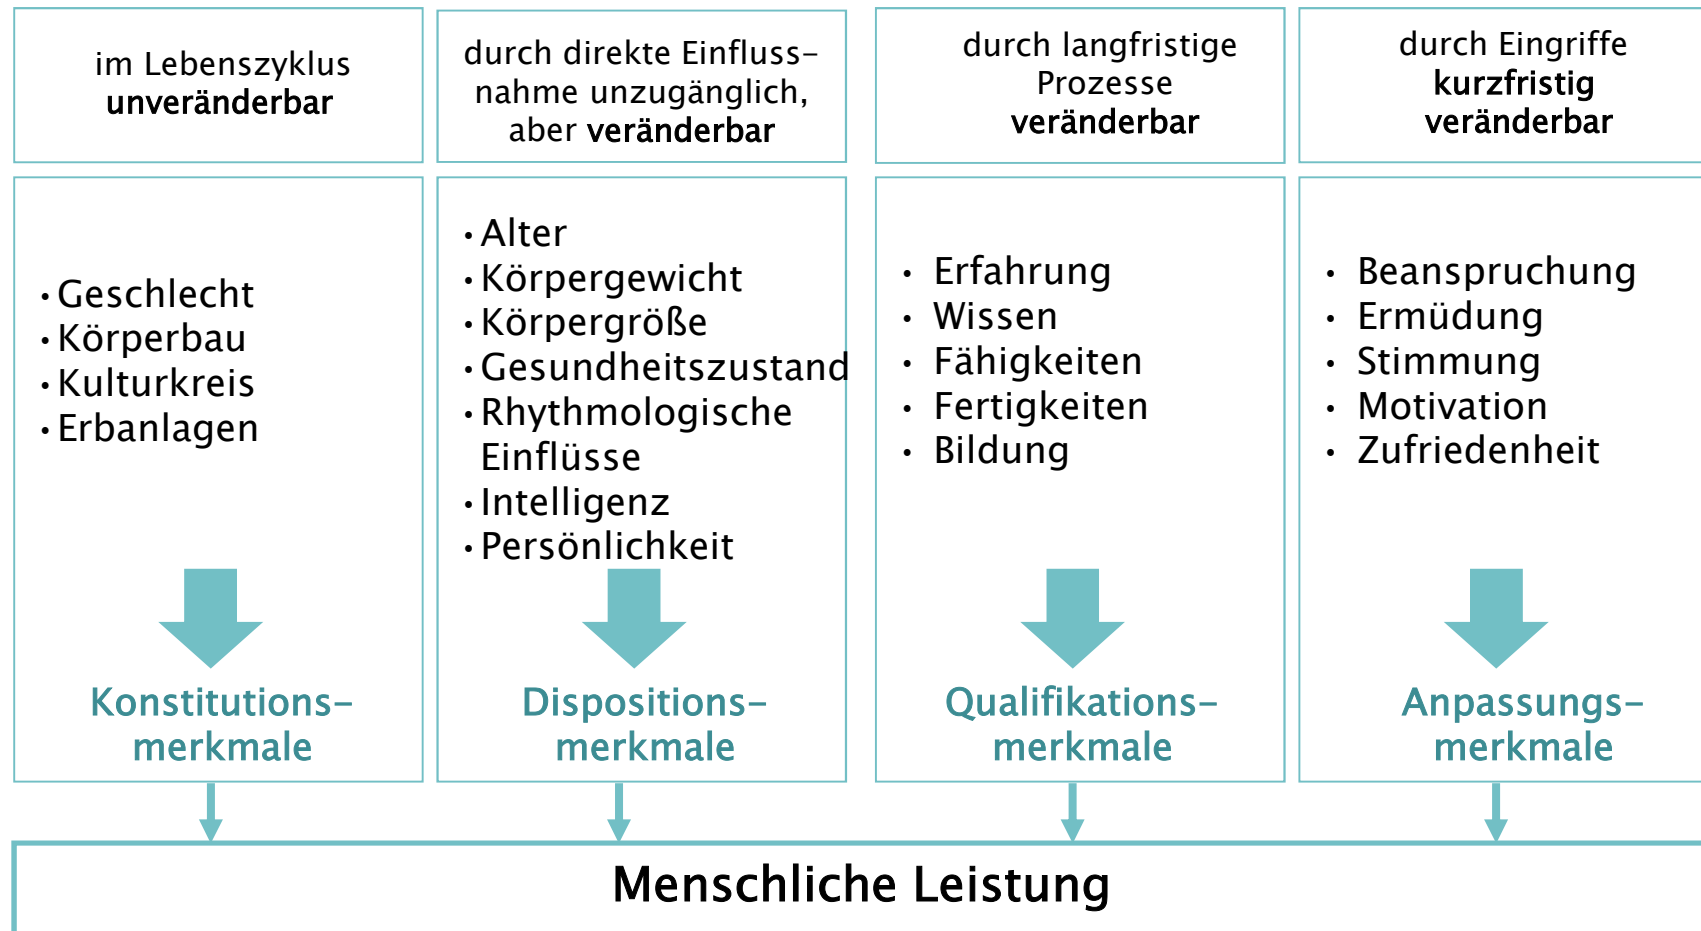 im Lebenszyklus
unveränderbar
durch direkte Einfluss-
nahme unzugänglich,
aber veränderbar
durch langfristige
Prozesse
veränderbar
durch Eingriffe
kurzfristig
veränderbar
• Geschlecht
• Körperbau
• Kulturkreis
• Erbanlagen
Konstitutions-
merkmale
• Alter
• Körpergewicht
• Körpergröße
• Gesundheitszustand
• Rhythmologische
Einflüsse
• Intelligenz
• Persönlichkeit
Dispositions-
merkmale
• Erfahrung
• Wissen
• Fähigkeiten
• Fertigkeiten
• Bildung
Qualifikations-
merkmale
• Beanspruchung
• Ermüdung
• Stimmung
• Motivation
• Zufriedenheit
Anpassungs-
merkmale
Menschliche Leistung